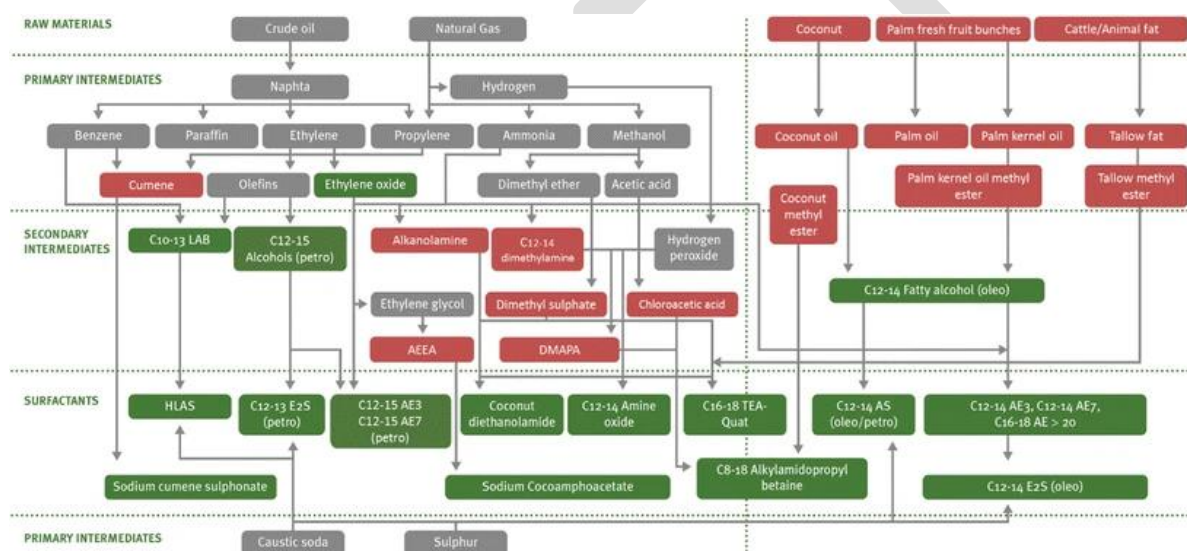 RAW MATERIALS
Crude oil
Natural Gas
Coconut
Palm fresh fruit bunches
Cattle/Animal fat
PRIMARY INTERMEDIATES
Naphta
Hydrogen
Benzene
Paraffin
Ethylene
Propylene
Ammonia
Methanol
Coconut oil
Palm oil
Palm kernel oil
Tallow fat
Cumene
Olefins
Ethylene oxide
Dimethyl ether
Acetic acid
Coconut
methyl
ester
Palm kernel oil methyl
ester
Tallow methyl
ester
SECONDARY
INTERMEDIATES
C10-13 LAB
C12-15
Alcohols (petro)
Alkanolamine
C12-14
dimethylamine
Hydrogen
peroxide
C12-14 Fatty alcohol (oleo)
Ethylene glycol
Dimethyl sulphate
Chloroacetic acid
AEEA
DMAPA
SURFACTANTS
HLAS
C12-13 E2S
(petro)
C12-15 AE3
C12-15 AE7
(petro)
Coconut
diethanolamide
C12-14 Amine
oxide
C16-18 TEA-
Quat
C12-14 AS
(oleo/petro)
C12-14 AE3, C12-14 AE7,
C16-18 AE > 20
Sodium cumene sulphonate
Sodium Cocoamphoacetate
C8-18 Alkylamidopropyl
betaine
C12-14 E2S (oleo)
PRIMARY INTERMEDIATES
Caustic soda
Sulphur